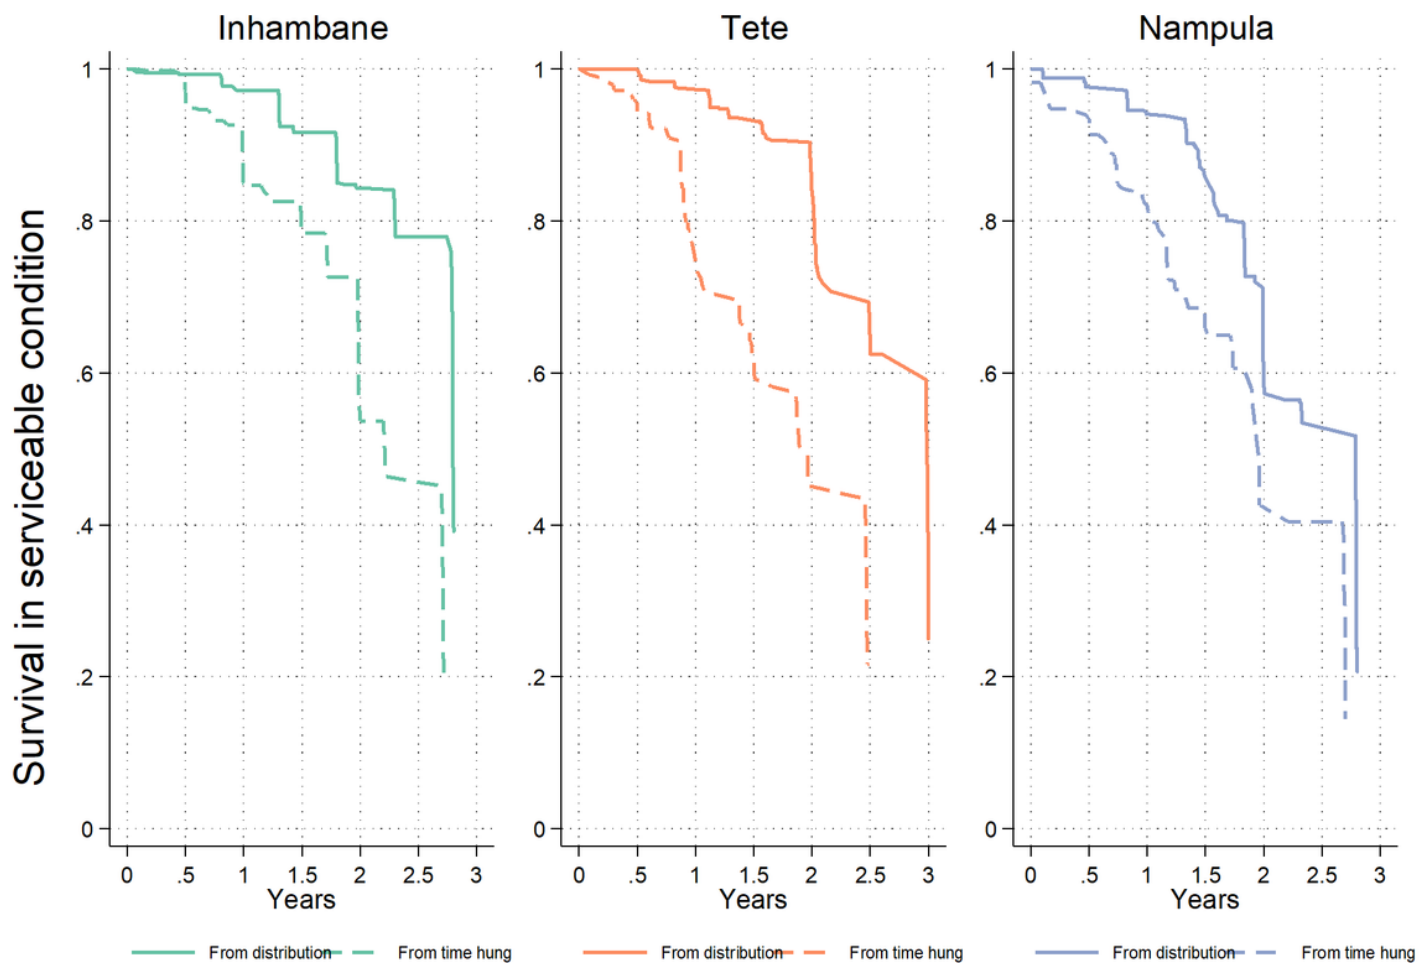 Inhambane Tete Nampula
Survival in serviceable condition
1 1 1
.8 .8 .8
.6 .6 .6
.4 .4 .4
.2 .2 .2
0 0 0
0 .5 1 1.5 2 2.5 3 0 .5 1 1.5 2 2.5 3 0 .5 1 1.5 2 2.5 3
Years Years Years
From distribution From time hung From distribution From time hung From distribution From time hung